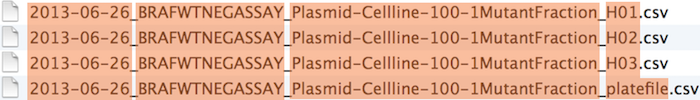 2013-06-26_BRAFWTNEGASSAY_Plasmid-Cellline-100-1MutantFraction_H01.csv
2013-06-26_BRAFWTNEGASSAY_Plasmid-Cellline-100-1MutantFraction_H02.csv
2013-06-26_BRAFWTNEGASSAY_Plasmid-Cellline-100-1MutantFraction_H03.csv
2013-06-26_BRAFWTNEGASSAY_Plasmid-Cellline-100-1MutantFraction_platefile.csv